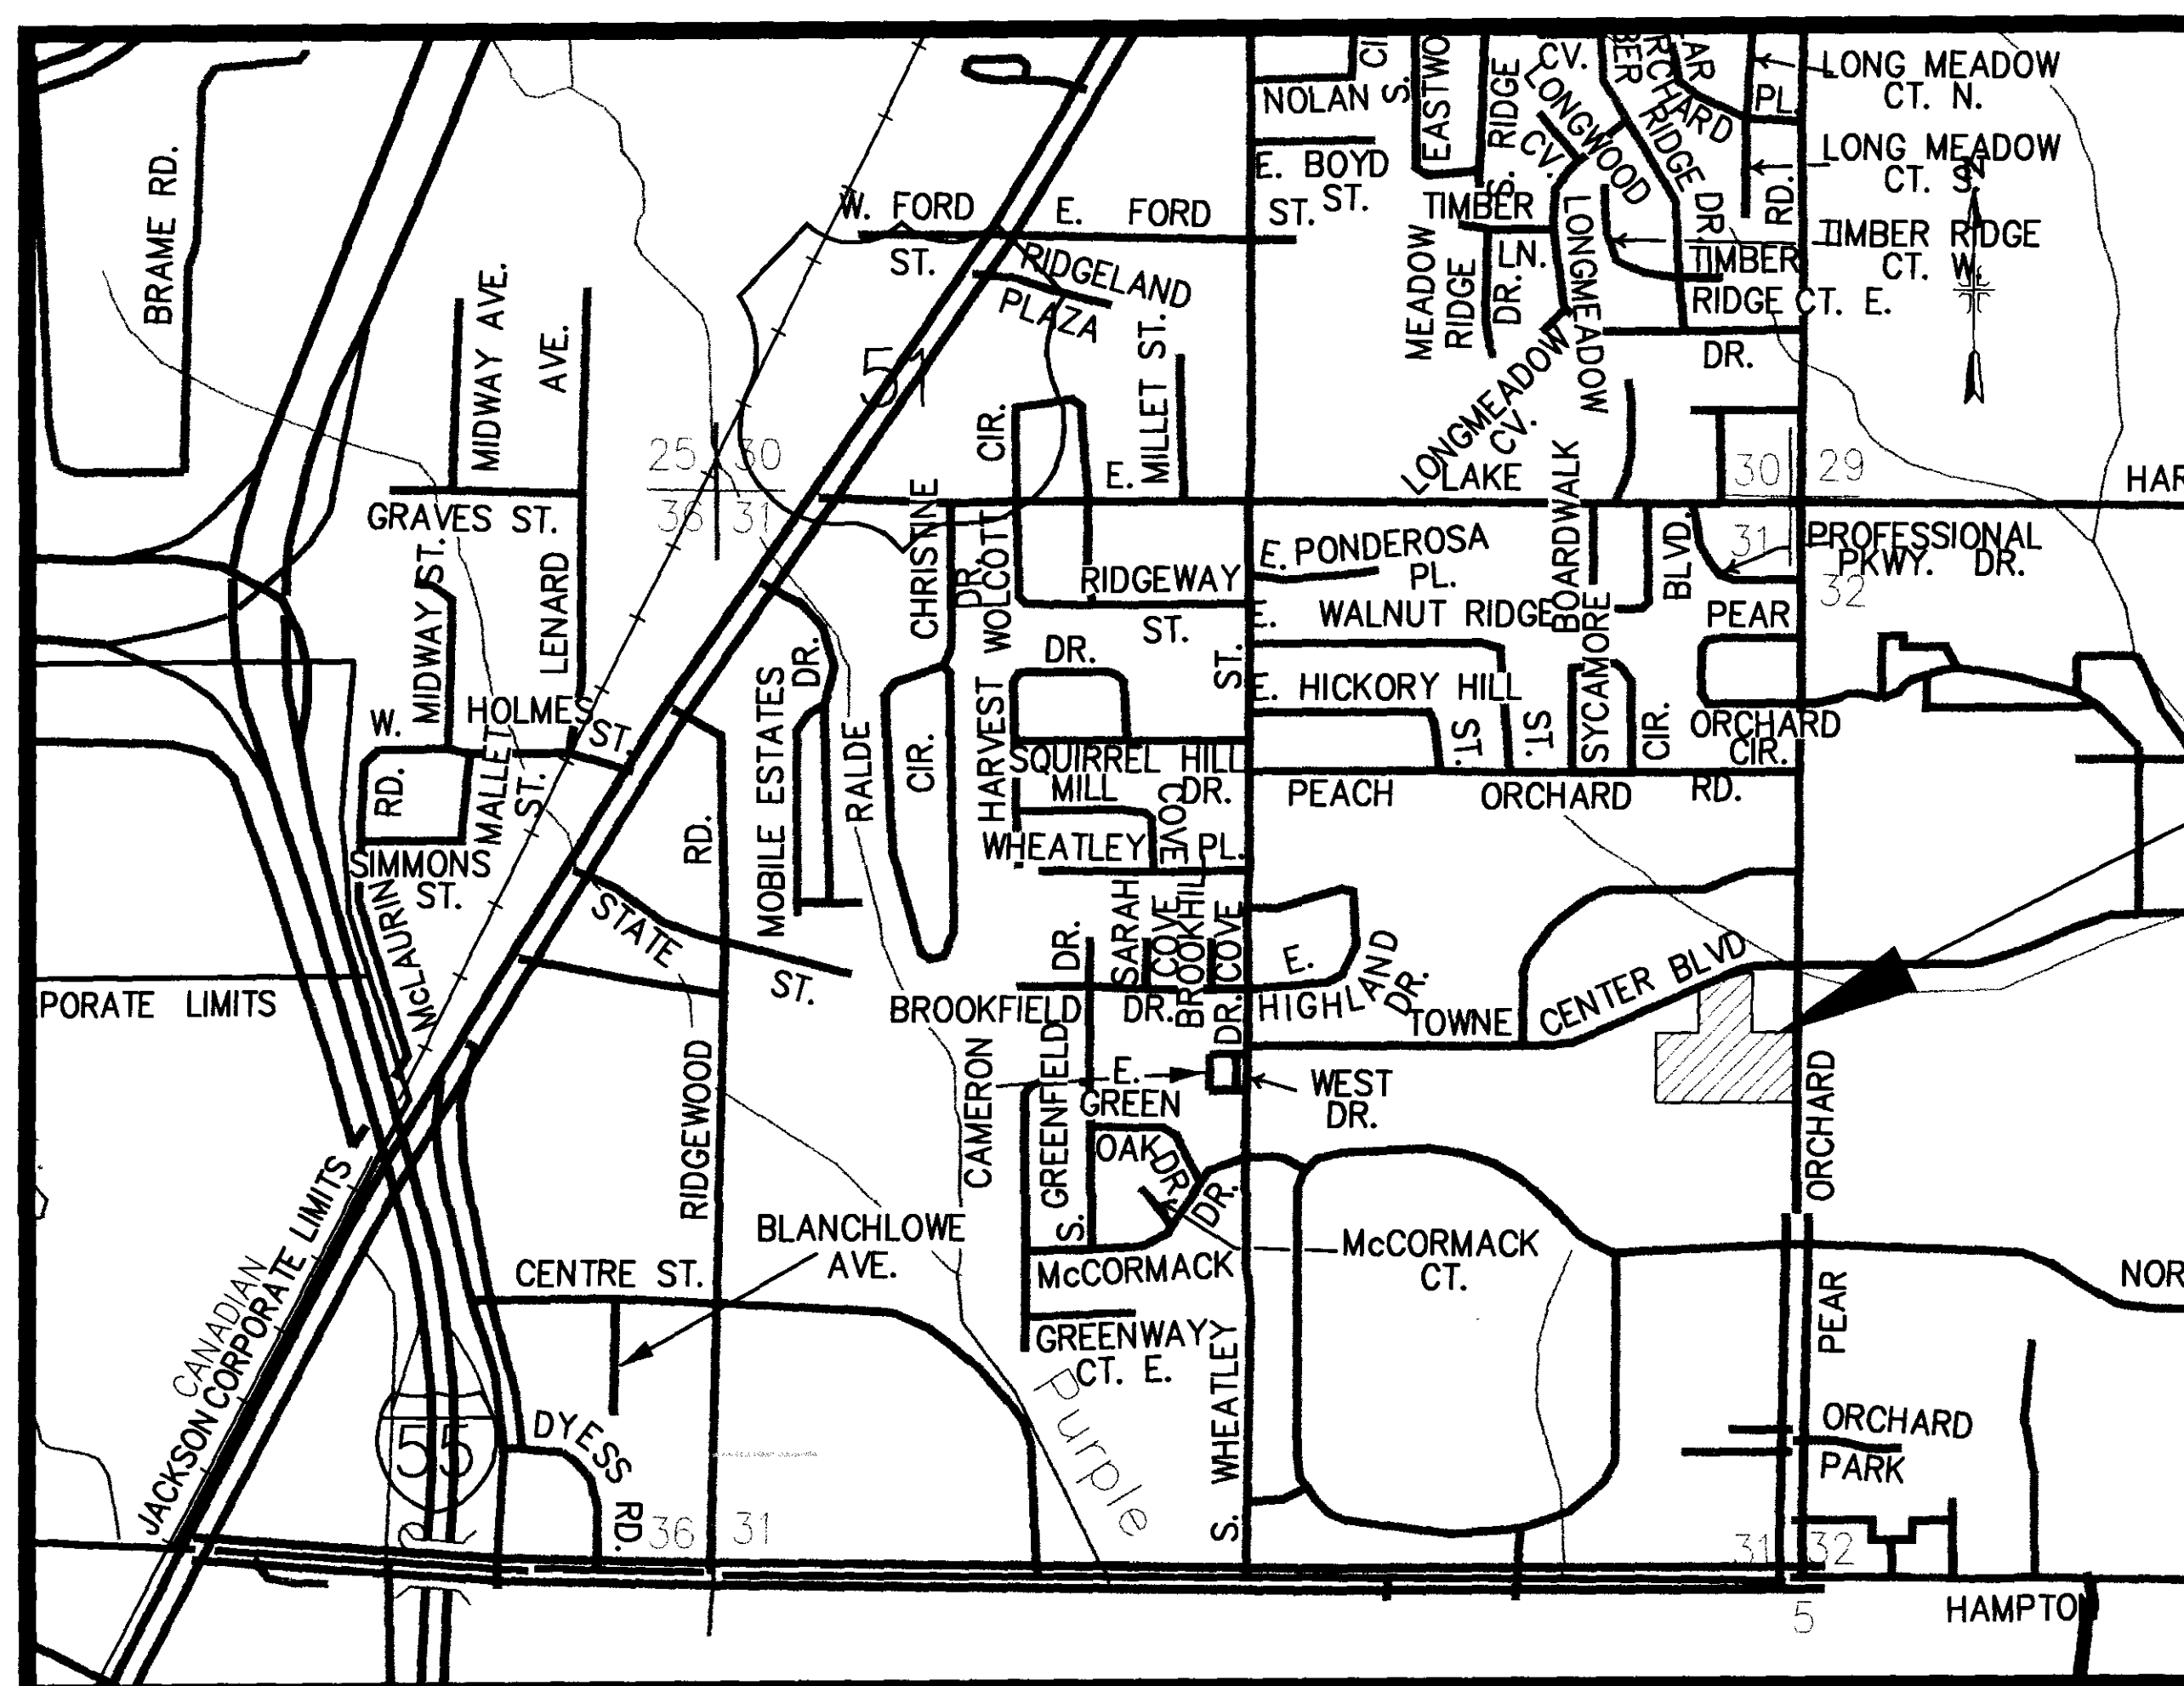 LONG MEADOW
CT. N.
LONG MEADOW
CT. S.
N
TIMBER RIDGE
CT. W.
TIMBER
RIDGE CT. E.
BRAME RD.
NOLAN
CI
S.
EASTWO
S. RIDGE
CV.
LONGWOOD
CV.
BER
RIDGE
DR.
EAR
RCHARD
PL.
RD.
E. BOYD
ST.
W. FORD
ST.
E. FORD ST.
RIDGELAND
PLAZA
TIMBER
LN.
MEADOW
RIDGE
DR.
LONGMEADOW
DR.
LONGMEADOW
CV.
MIDWAY AVE.
LENARD AVE.
51
E. MILLET ST.
25 30
36 31
GRAVES ST.
CIR.
WOLCOTT
CHRISTINE
DR.
E.
LAKE
BOARDWALK
BLVD.
30 29
31 32
HAR
PROFESSIONAL
PKWY. DR.
MIDWAY ST.
RIDGEWAY
ST.
E. PONDEROSA
PL.
E. WALNUT RIDGE
ST.
PEAR
ORCHARD
CIR.
E. HICKORY HILL
ST.
SYCAMORE
CIR.
W. HOLMES ST.
MALLET
ST.
RD.
SIMMONS
ST.
MCLAURIN
MOBILE ESTATES
DR.
RALDE
CIR.
HARVEST
DR.
SQUIRREL HILL
DR.
MILL
COVE
WHEATLEY PL.
ST.
PEACH ORCHARD RD.
STATE
ST.
RIDGEWOOD
RD.
SARAH
COVE
BROOKHIL
COVE
DR.
BROOKFIELD DR.
E.
HIGHLAND
DR.
DR.
TOWNE CENTER BLVD
PORATE LIMITS
CAMERON
GREENFIELD
S.
E.
GREEN
OAK
DR.
WEST
DR.
McCORMACK
DR.
McCORMACK
CT.
PEAR
ORCHARD
BLANCHLOWE
AVE.
CENTRE ST.
GREENWAY
CT. E.
S. WHEATLEY
Purple
NOR
CANADIAN
JACKSON CORPORATE LIMITS
55
DYESS
RD.
36 31
ORCHARD
PARK
31 32
5
HAMPTON